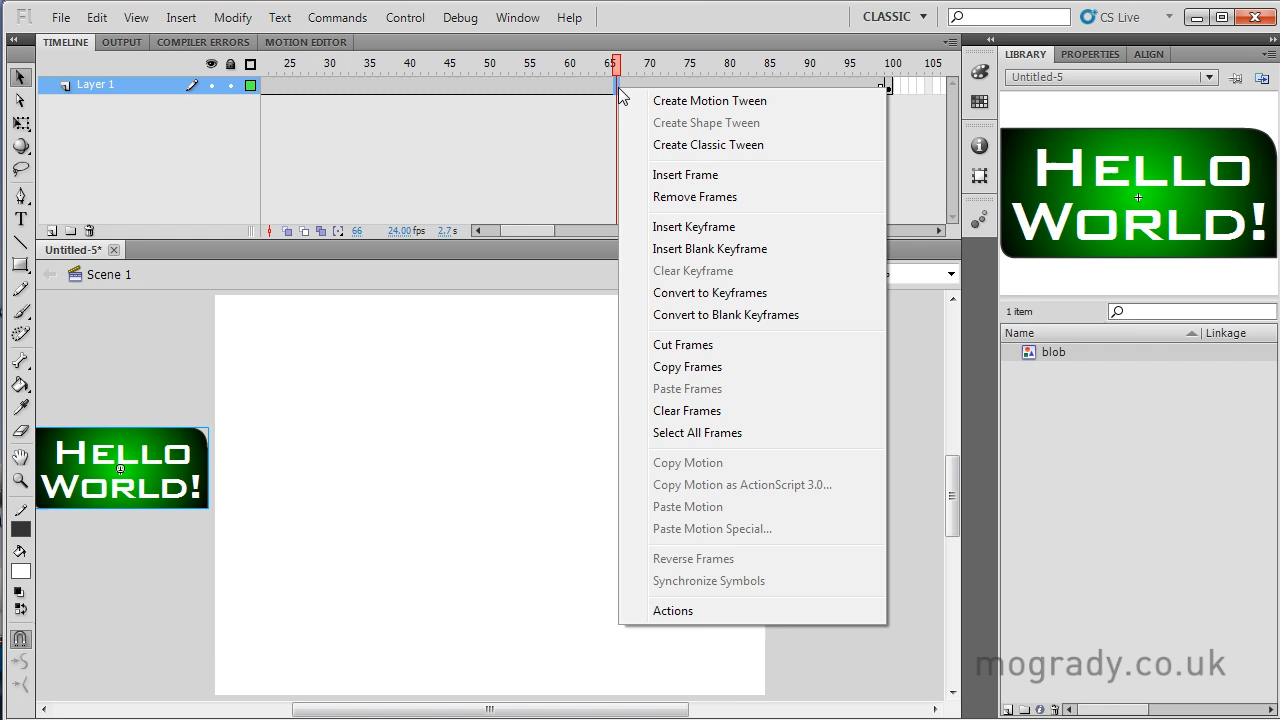 Fl File Edit View Insert Modify Text Commands Control Debug Window Help CLASSIC CS Live
TIMELINE OUTPUT COMPILER ERRORS MOTION EDITOR
25 30 35 40 45 50 55 60 65 70 75 80 85 90 95 100 105
Layer 1
66 24.00 fps 2.7 s
Untitled-5*
Scene 1
HELLO
WORLD!
Create Motion Tween
Create Shape Tween
Create Classic Tween
Insert Frame
Remove Frames
Insert Keyframe
Insert Blank Keyframe
Clear Keyframe
Convert to Keyframes
Convert to Blank Keyframes
Cut Frames
Copy Frames
Paste Frames
Clear Frames
Select All Frames
Copy Motion
Copy Motion as ActionScript 3.0...
Paste Motion
Paste Motion Special...
Reverse Frames
Synchronize Symbols
Actions
LIBRARY PROPERTIES ALIGN
Untitled-5
HELLO
WORLD!
1 item
Name Linkage
blob
mogrady.co.uk